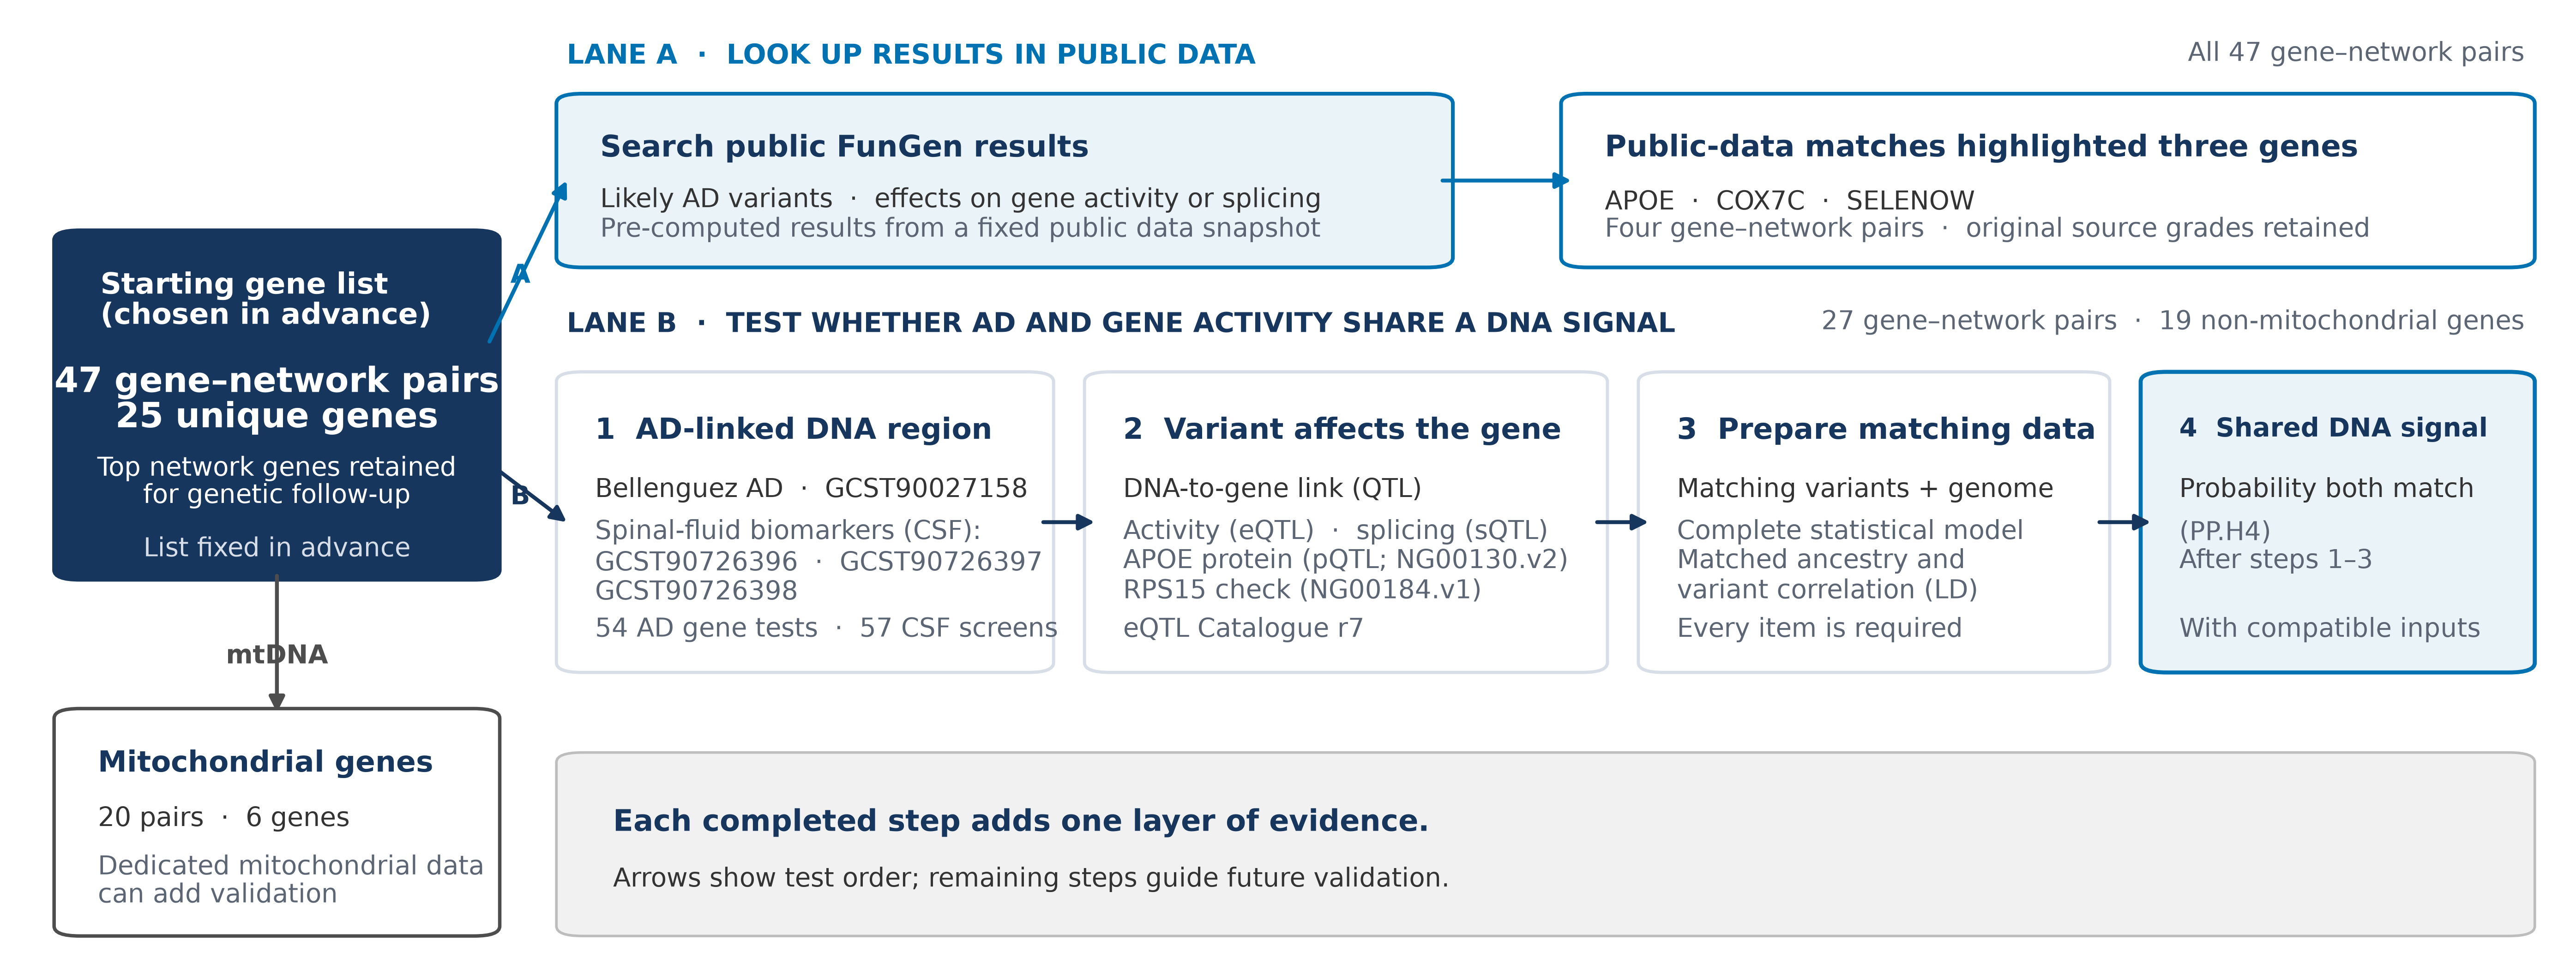 LANE A · LOOK UP RESULTS IN PUBLIC DATA
All 47 gene–network pairs
Search public FunGen results
Likely AD variants · effects on gene activity or splicing
Pre-computed results from a fixed public data snapshot
Public-data matches highlighted three genes
APOE · COX7C · SELENOW
Four gene–network pairs · original source grades retained
Starting gene list
(chosen in advance)
47 gene–network pairs
25 unique genes
Top network genes retained
for genetic follow-up
List fixed in advance
A
B
LANE B · TEST WHETHER AD AND GENE ACTIVITY SHARE A DNA SIGNAL
27 gene–network pairs · 19 non-mitochondrial genes
1 AD-linked DNA region
Bellenguez AD · GCST90027158
Spinal-fluid biomarkers (CSF):
GCST90726396 · GCST90726397
GCST90726398
54 AD gene tests · 57 CSF screens
2 Variant affects the gene
DNA-to-gene link (QTL)
Activity (eQTL) · splicing (sQTL)
APOE protein (pQTL; NG00130.v2)
RPS15 check (NG00184.v1)
eQTL Catalogue r7
3 Prepare matching data
Matching variants + genome
Complete statistical model
Matched ancestry and
variant correlation (LD)
Every item is required
4 Shared DNA signal
Probability both match
(PP.H4)
After steps 1–3
With compatible inputs
mtDNA
Mitochondrial genes
20 pairs · 6 genes
Dedicated mitochondrial data
can add validation
Each completed step adds one layer of evidence.
Arrows show test order; remaining steps guide future validation.